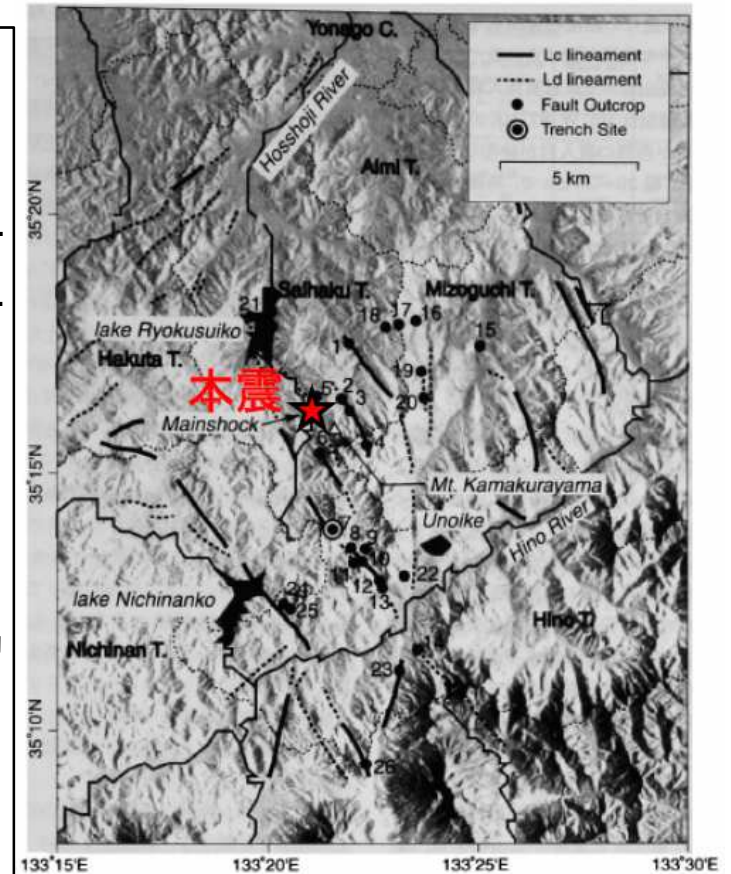 Yonago C.
Lc lineament
Ld lineament
Fault Outcrop
Trench Site
5 km
Hosshoji River
Aimi T.
35°20'N
Saihaku T.
Mizoguchi T.
21
lake Ryokusuiko
18
17
16
15
1
Hakuta T.
19
本震
5
2
3
20
Mainshock
6
4
35°15'N
Mt. Kamakurayama
7
Unoike
Hino River
8
9
10
11
12
22
13
lake Nichinanko
24
25
Hino T.
Nichinan T.
23
35°10'N
26
133°15'E
133°20'E
133°25'E
133°30'E